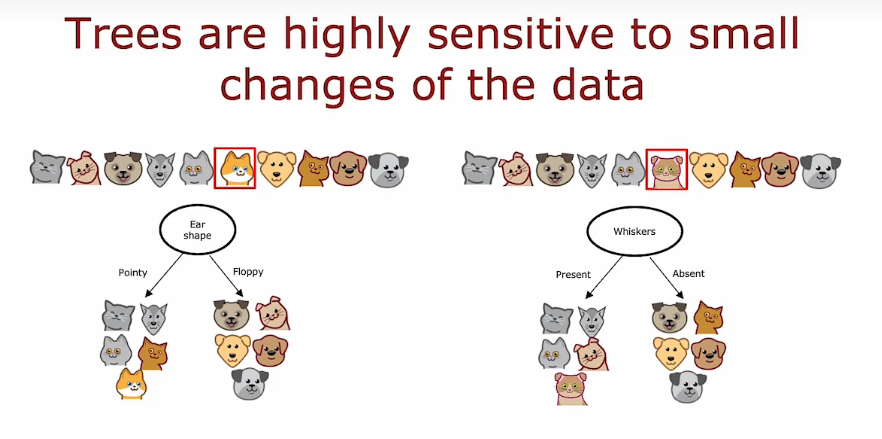 Trees are highly sensitive to small
changes of the data
Ear
shape
Pointy
Floppy
Whiskers
Present
Absent